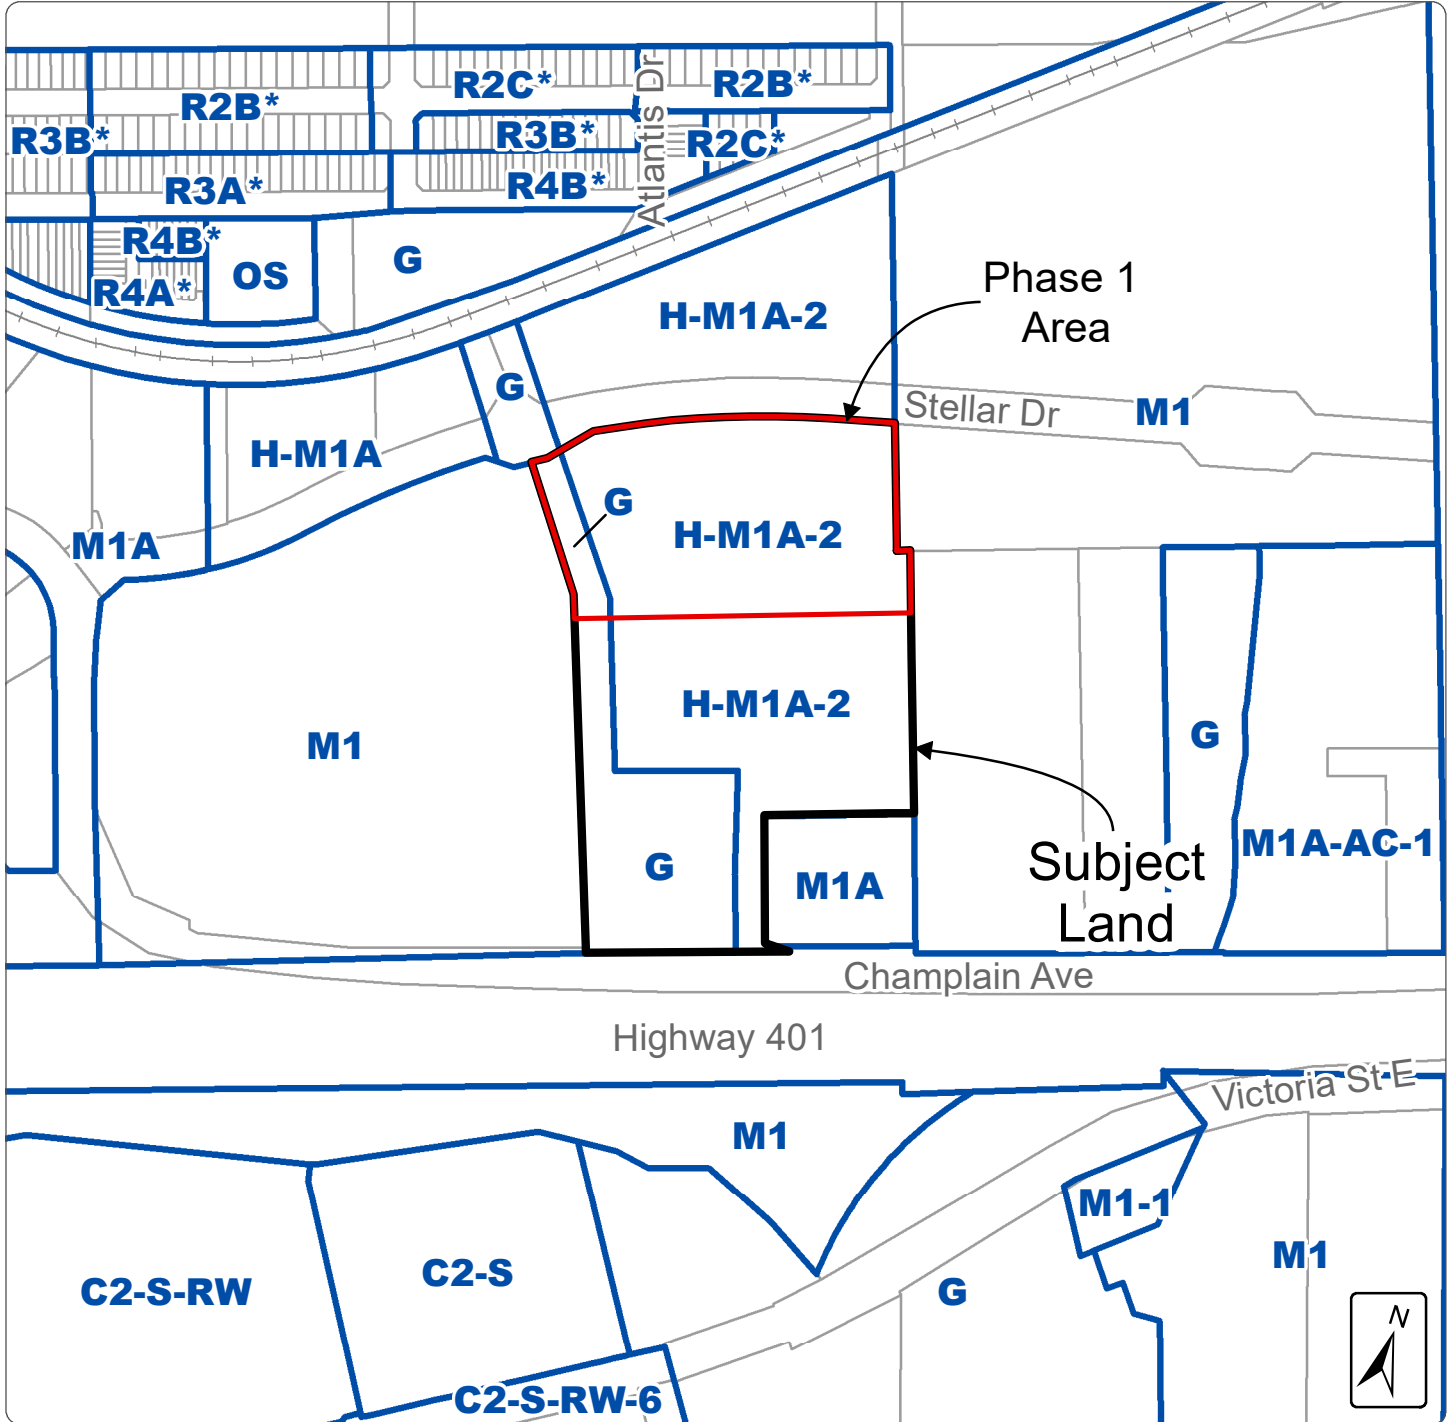 R2C*
R2B*
R2B*
R3B*
R3B*
R2C*
R3A*
R4B*
Atlantis Dr
R4B*
OS
G
R4A*
Phase 1
Area
H-M1A-2
G
Stellar Dr
M1
H-M1A
G
H-M1A-2
M1A
H-M1A-2
M1
G
M1A-AC-1
G
M1A
Subject
Land
Champlain Ave
Highway 401
Victoria St E
M1
M1-1
M1
C2-S
C2-S-RW
G
N
C2-S-RW-6